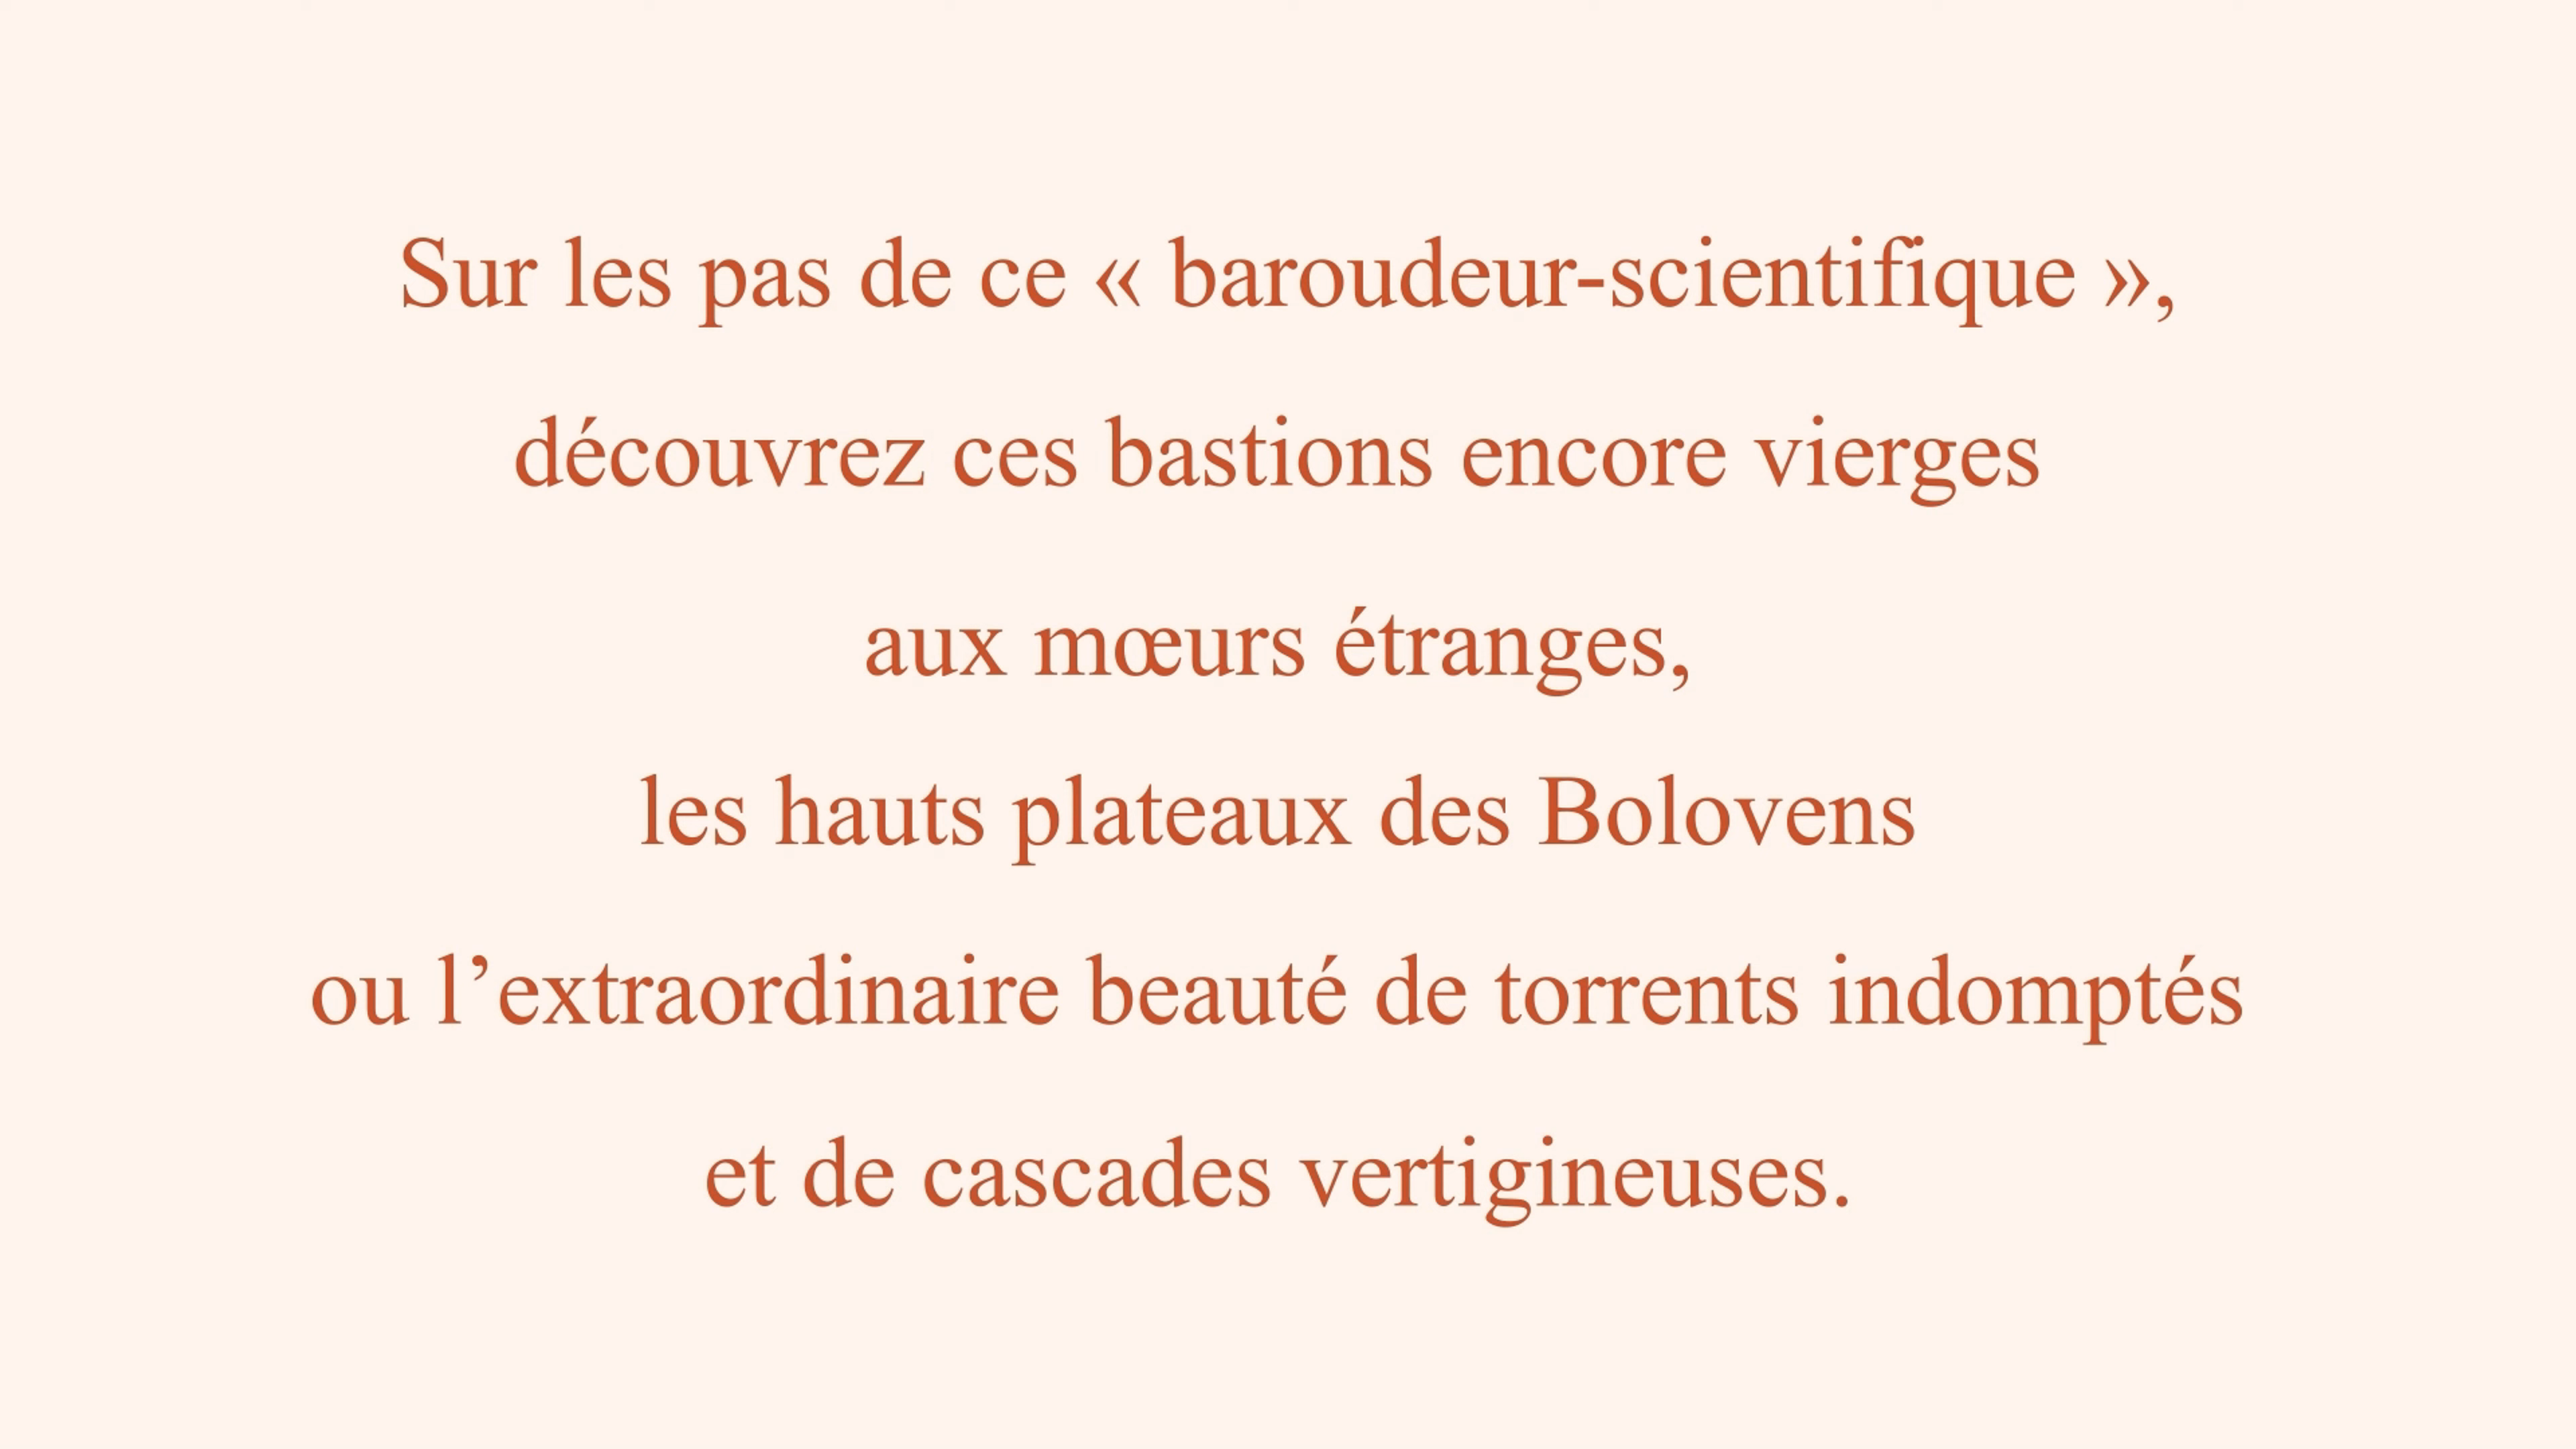 Sur les pas de ce « baroudeur-scientifique »,
découvrez ces bastions encore vierges
aux mœurs étranges,
les hauts plateaux des Bolovens
ou l’extraordinaire beauté de torrents indomptés
et de cascades vertigineuses.